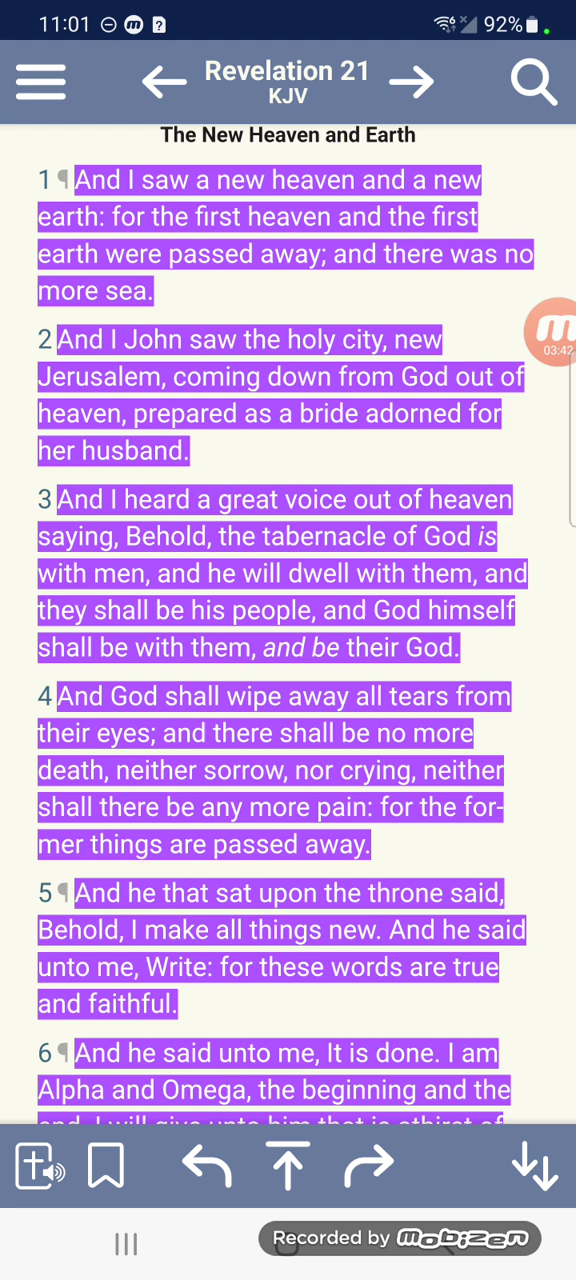 11:01 92%
Revelation 21
KJV
The New Heaven and Earth
1 ¶ And I saw a new heaven and a new
earth: for the first heaven and the first
earth were passed away; and there was no
more sea.
03:42
2 And I John saw the holy city, new
Jerusalem, coming down from God out of
heaven, prepared as a bride adorned for
her husband.
3 And I heard a great voice out of heaven
saying, Behold, the tabernacle of God is
with men, and he will dwell with them, and
they shall be his people, and God himself
shall be with them, and be their God.
4 And God shall wipe away all tears from
their eyes; and there shall be no more
death, neither sorrow, nor crying, neither
shall there be any more pain: for the for-
mer things are passed away.
5 ¶ And he that sat upon the throne said,
Behold, I make all things new. And he said
unto me, Write: for these words are true
and faithful.
6 ¶ And he said unto me, It is done. I am
Alpha and Omega, the beginning and the
end. I will give unto him that is athirst of
Recorded by mobizen